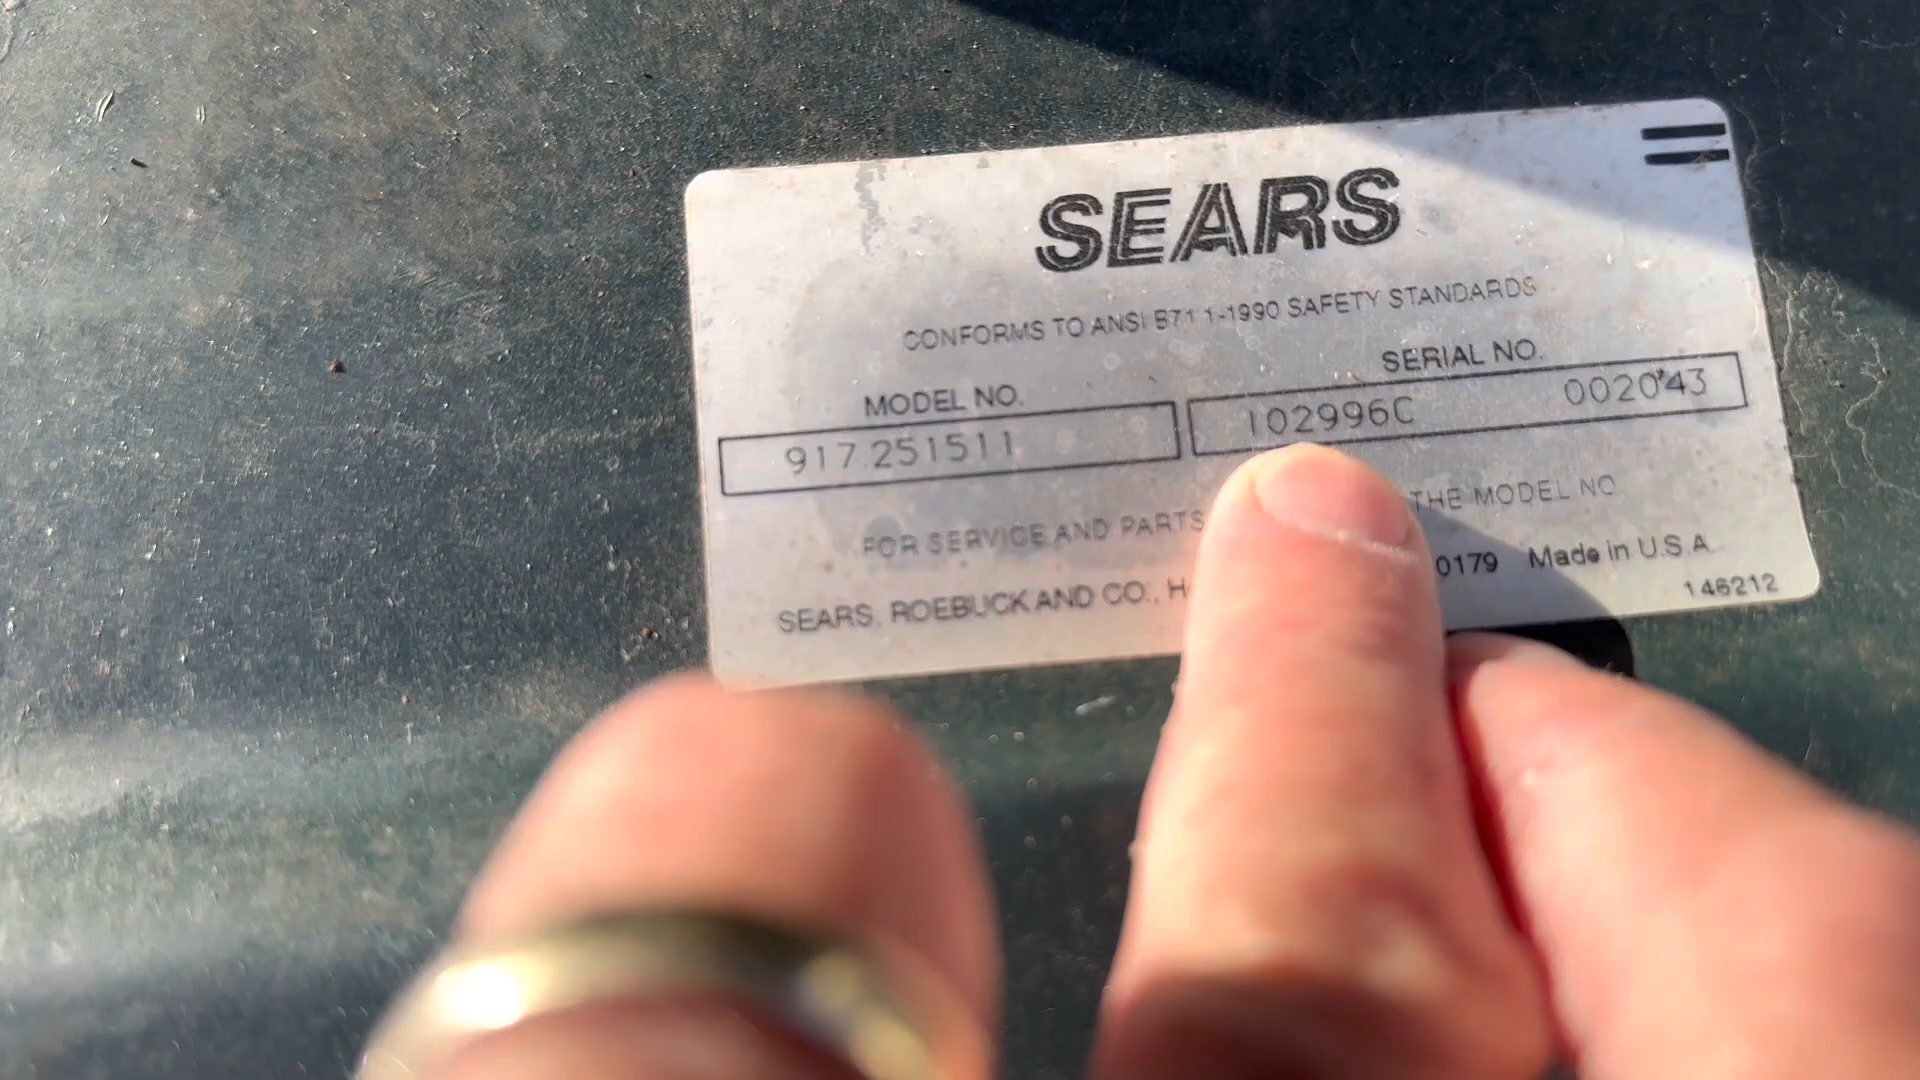 SEARS
CONFORMS TO ANSI B71 1-1990 SAFETY STANDARDS
MODEL NO. SERIAL NO.
917.251511 102996C 002043
FOR SERVICE AND PARTS THE MODEL NO
SEARS, ROEBUCK AND CO., 0179 Made in U.S.A
146212